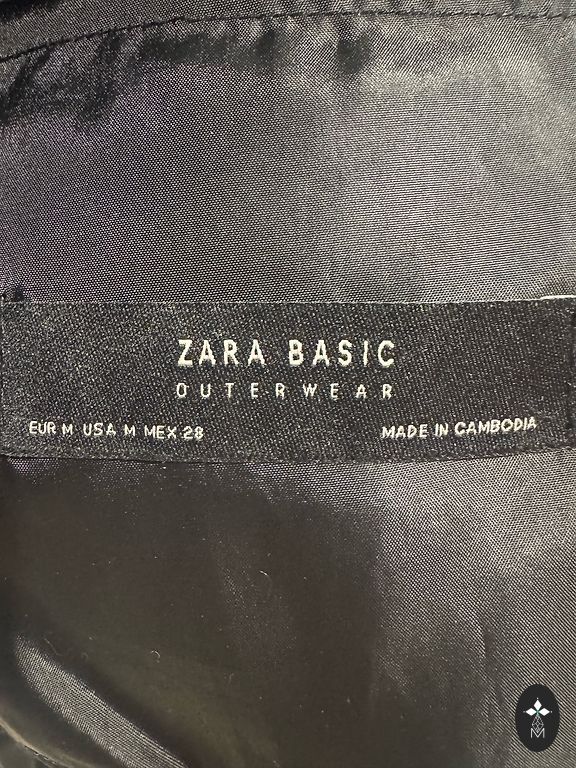 ZARA BASIC
OUTERWEAR
EUR M USA M MEX 28
MADE IN CAMBODIA
M